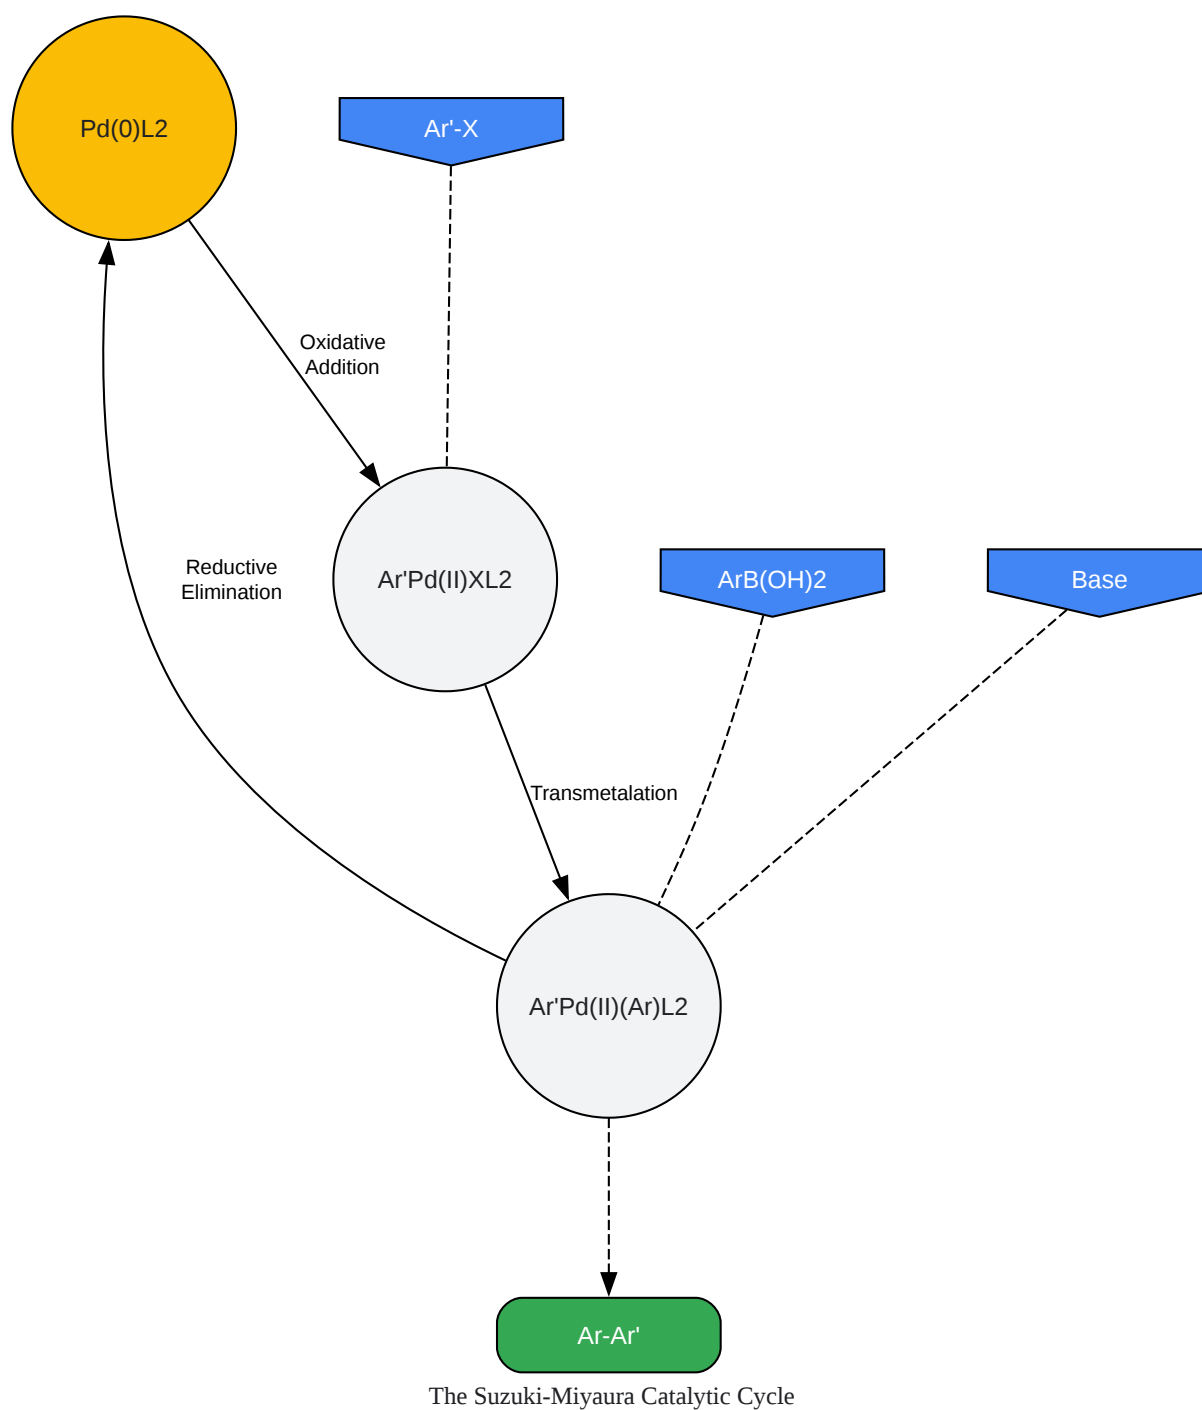 Pd(0)L2
Ar'-X
Oxidative
Addition
Reductive
Elimination
Ar'Pd(II)XL2
ArB(OH)2
Base
Transmetalation
Ar'Pd(II)(Ar)L2
Ar-Ar'
The Suzuki-Miyaura Catalytic Cycle